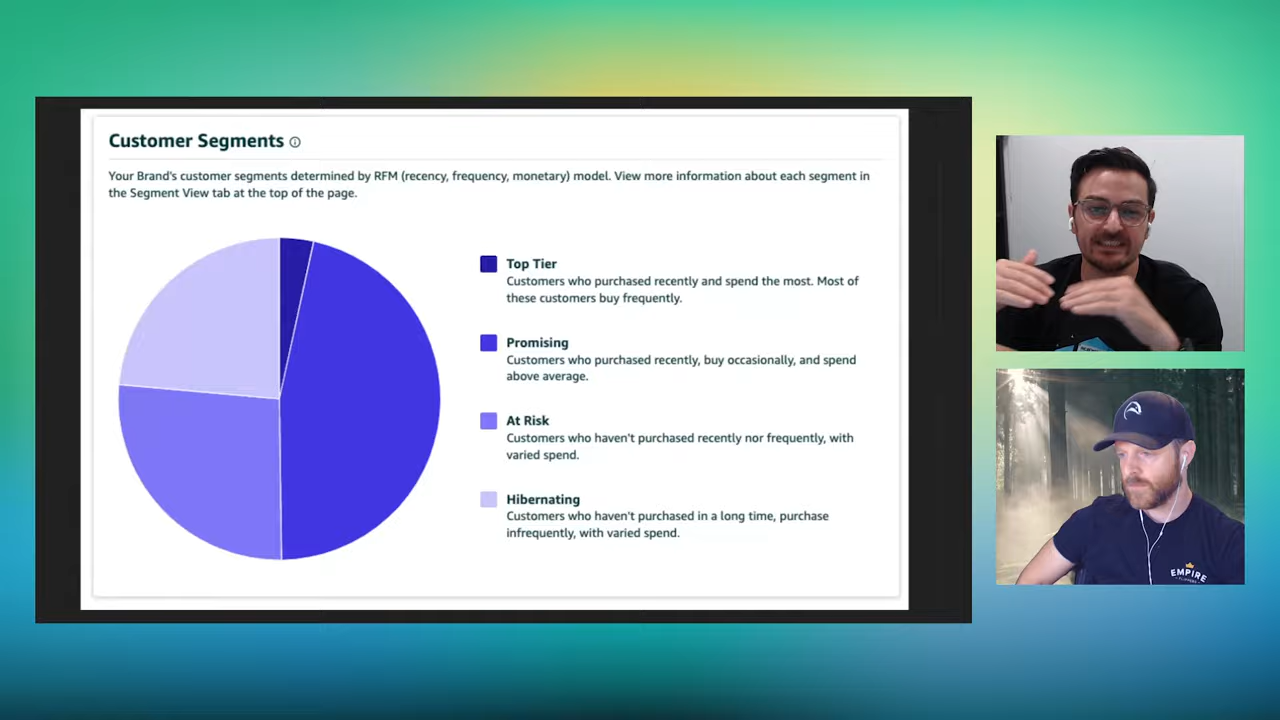 Customer Segments
Your Brand's customer segments determined by RFM (recency, frequency, monetary) model. View more information about each segment in
the Segment View tab at the top of the page.
Top Tier
Customers who purchased recently and spend the most. Most of
these customers buy frequently.
Promising
Customers who purchased recently, buy occasionally, and spend
above average.
At Risk
Customers who haven't purchased recently nor frequently, with
varied spend.
Hibernating
Customers who haven't purchased in a long time, purchase
infrequently, with varied spend.
EMPIRE